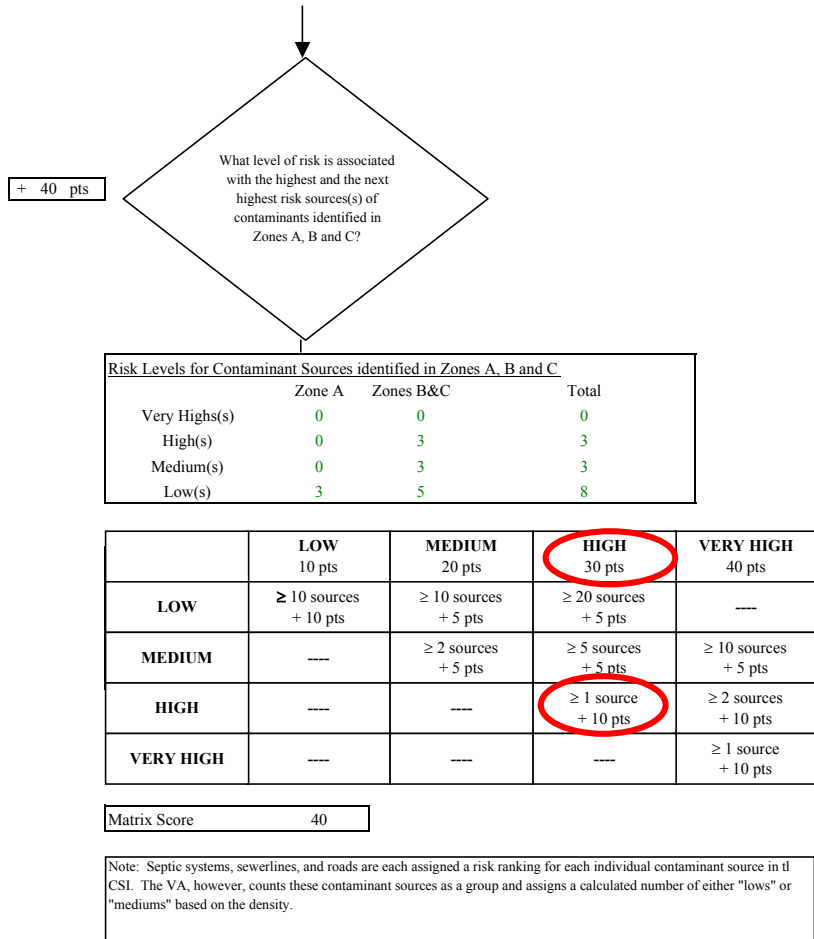 What level of risk is associated
with the highest and the next
highest risk sources(s) of
contaminants identified in
Zones A, B and C?
+ 40 pts
Risk Levels for Contaminant Sources identified in Zones A, B and C
Zone A Zones B&C Total
Very Highs(s) 0 0 0
High(s) 0 3 3
Medium(s) 0 3 3
Low(s) 3 5 8
LOW MEDIUM HIGH VERY HIGH
10 pts 20 pts 30 pts 40 pts
LOW ≥ 10 sources ≥ 10 sources ≥ 20 sources ----
+ 10 pts + 5 pts + 5 pts
MEDIUM ---- ≥ 2 sources ≥ 5 sources ≥ 10 sources
+ 5 pts + 5 pts + 5 pts
HIGH ---- ---- ≥ 1 source ≥ 2 sources
+ 10 pts + 10 pts
VERY HIGH ---- ---- ---- ≥ 1 source
+ 10 pts
Matrix Score 40
Note: Septic systems, sewerlines, and roads are each assigned a risk ranking for each individual contaminant source in
CSI. The VA, however, counts these contaminant sources as a group and assigns a calculated number of either "lows" or
"mediums" based on the density.